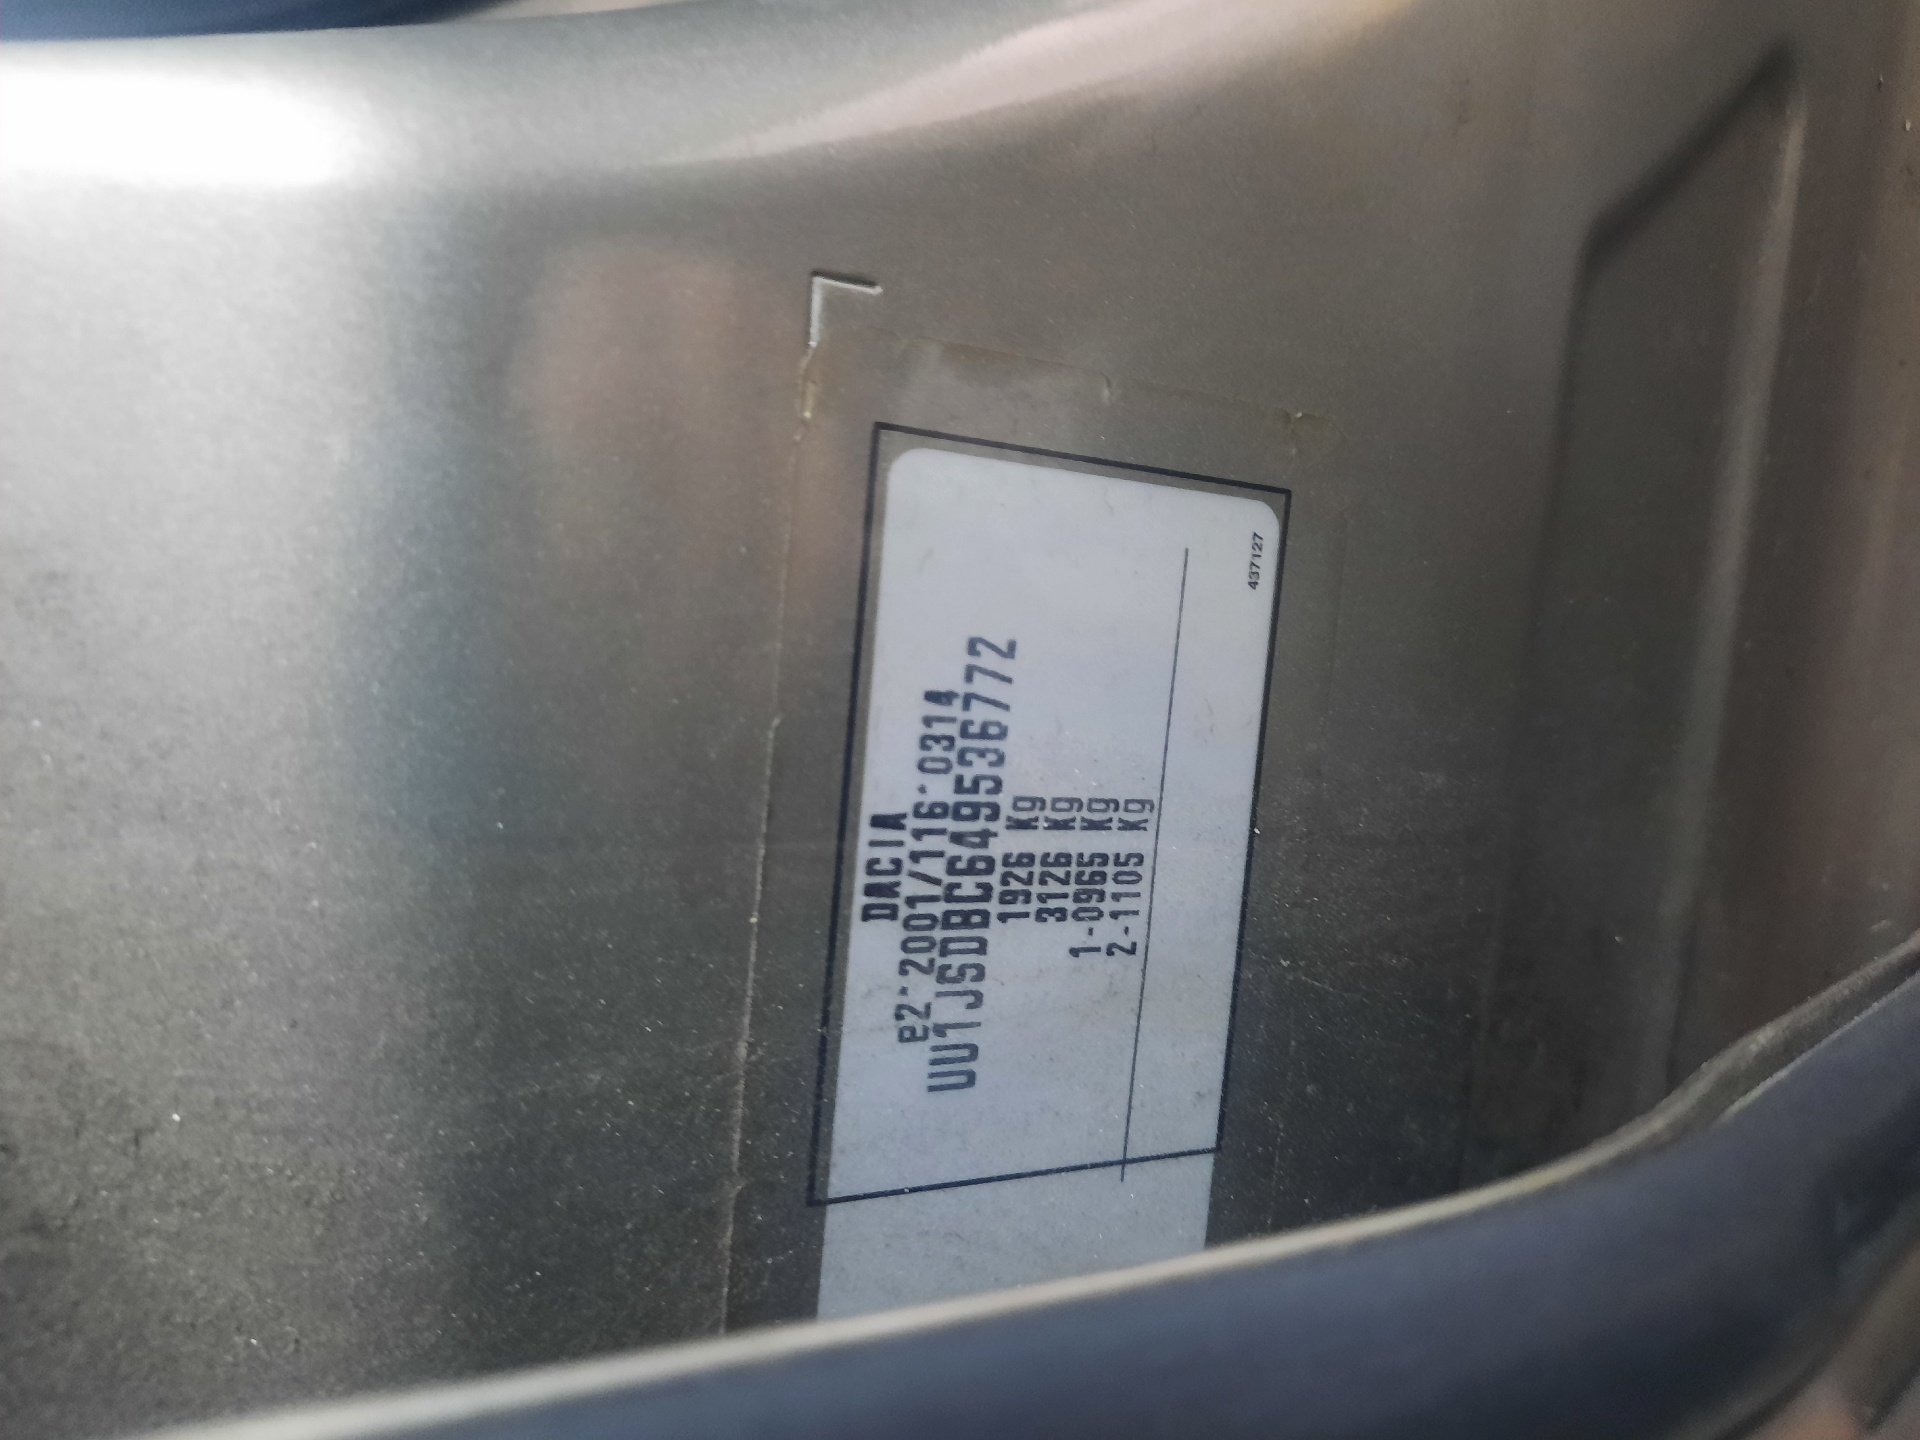 DACIA
e2*2001/116*0314
UU1JSDBC649536772
1926 Kg
3126 Kg
1-0965 Kg
2-1105 Kg
437127